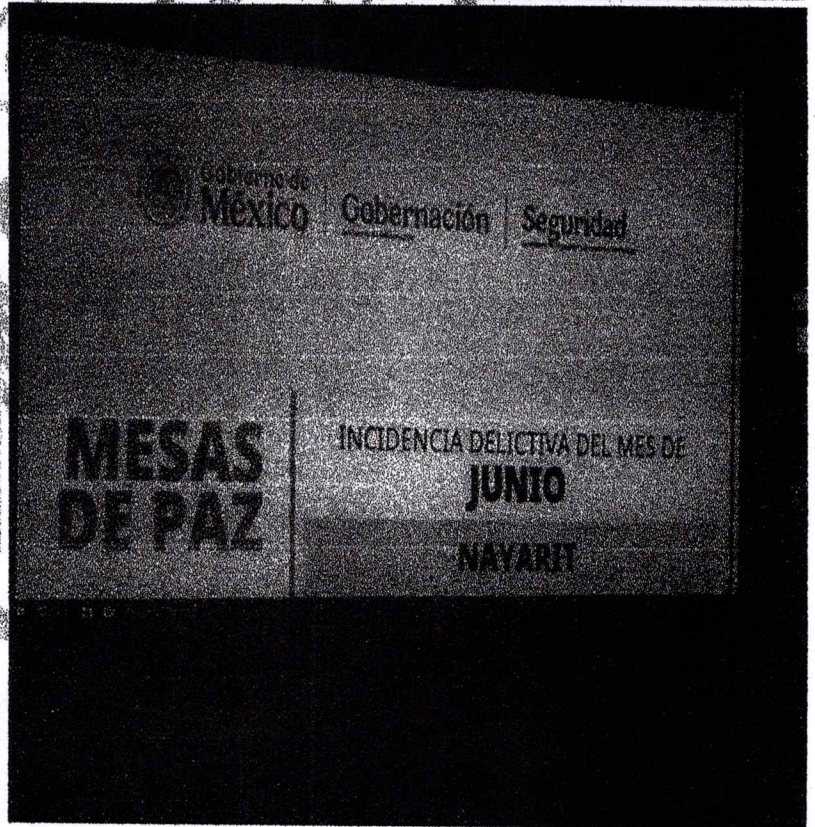 Gobierno de
México
Gobernación
Seguridad
MESAS
DE PAZ
INCIDENCIA DELICTIVA DEL MES DE
JUNIO
NAYARIT